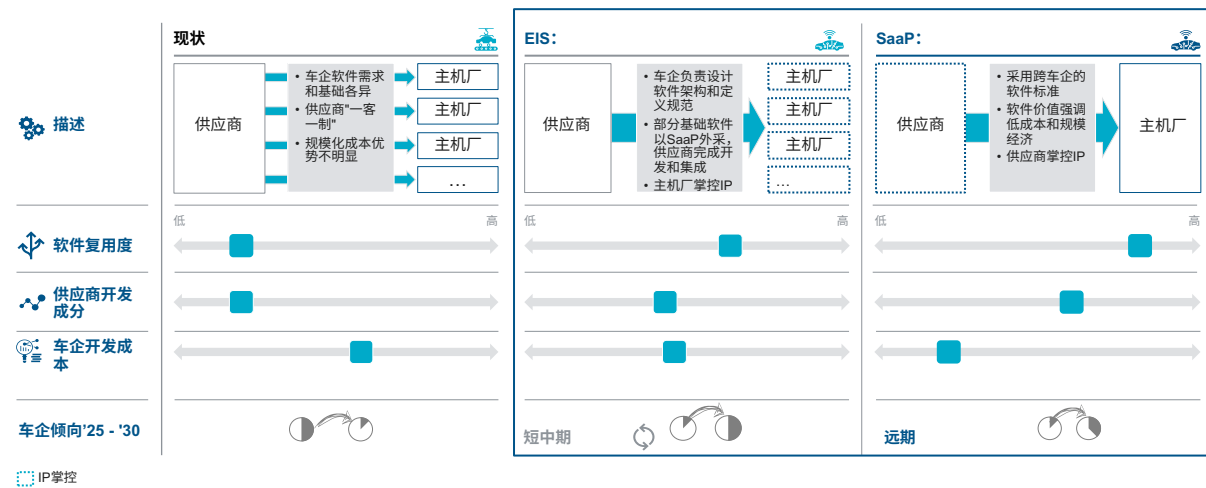 现状
EIS：
SaaP：
描述
供应商
• 车企软件需求
和基础各异
• 供应商"一客
一制"
• 规模化成本优
势不明显
主机厂
主机厂
主机厂
…
供应商
• 车企负责设计
软件架构和定
义规范
• 部分基础软件
以SaaP外采，
供应商完成开
发和集成
• 主机厂掌控IP
主机厂
主机厂
主机厂
…
供应商
• 采用跨车企的
软件标准
• 软件价值强调
低成本和规模
经济
• 供应商掌控IP
主机厂
低
高
低
高
低
高
软件复用度
供应商开发
成分
车企开发成
本
车企倾向'25 - '30
短中期
远期
IP掌控